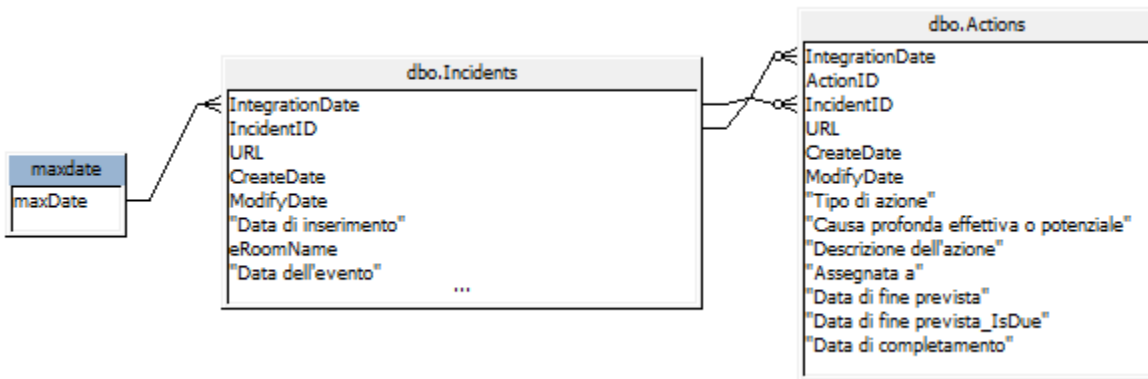 maxdate
maxDate
dbo.Incidents
IntegrationDate
IncidentID
URL
CreateDate
ModifyDate
"Data di inserimento"
eRoomName
"Data dell'evento"
...
dbo.Actions
IntegrationDate
ActionID
IncidentID
URL
CreateDate
ModifyDate
"Tipo di azione"
"Causa profonda effettiva o potenziale"
"Descrizione dell'azione"
"Assegnata a"
"Data di fine prevista"
"Data di fine prevista_IsDue"
"Data di completamento"